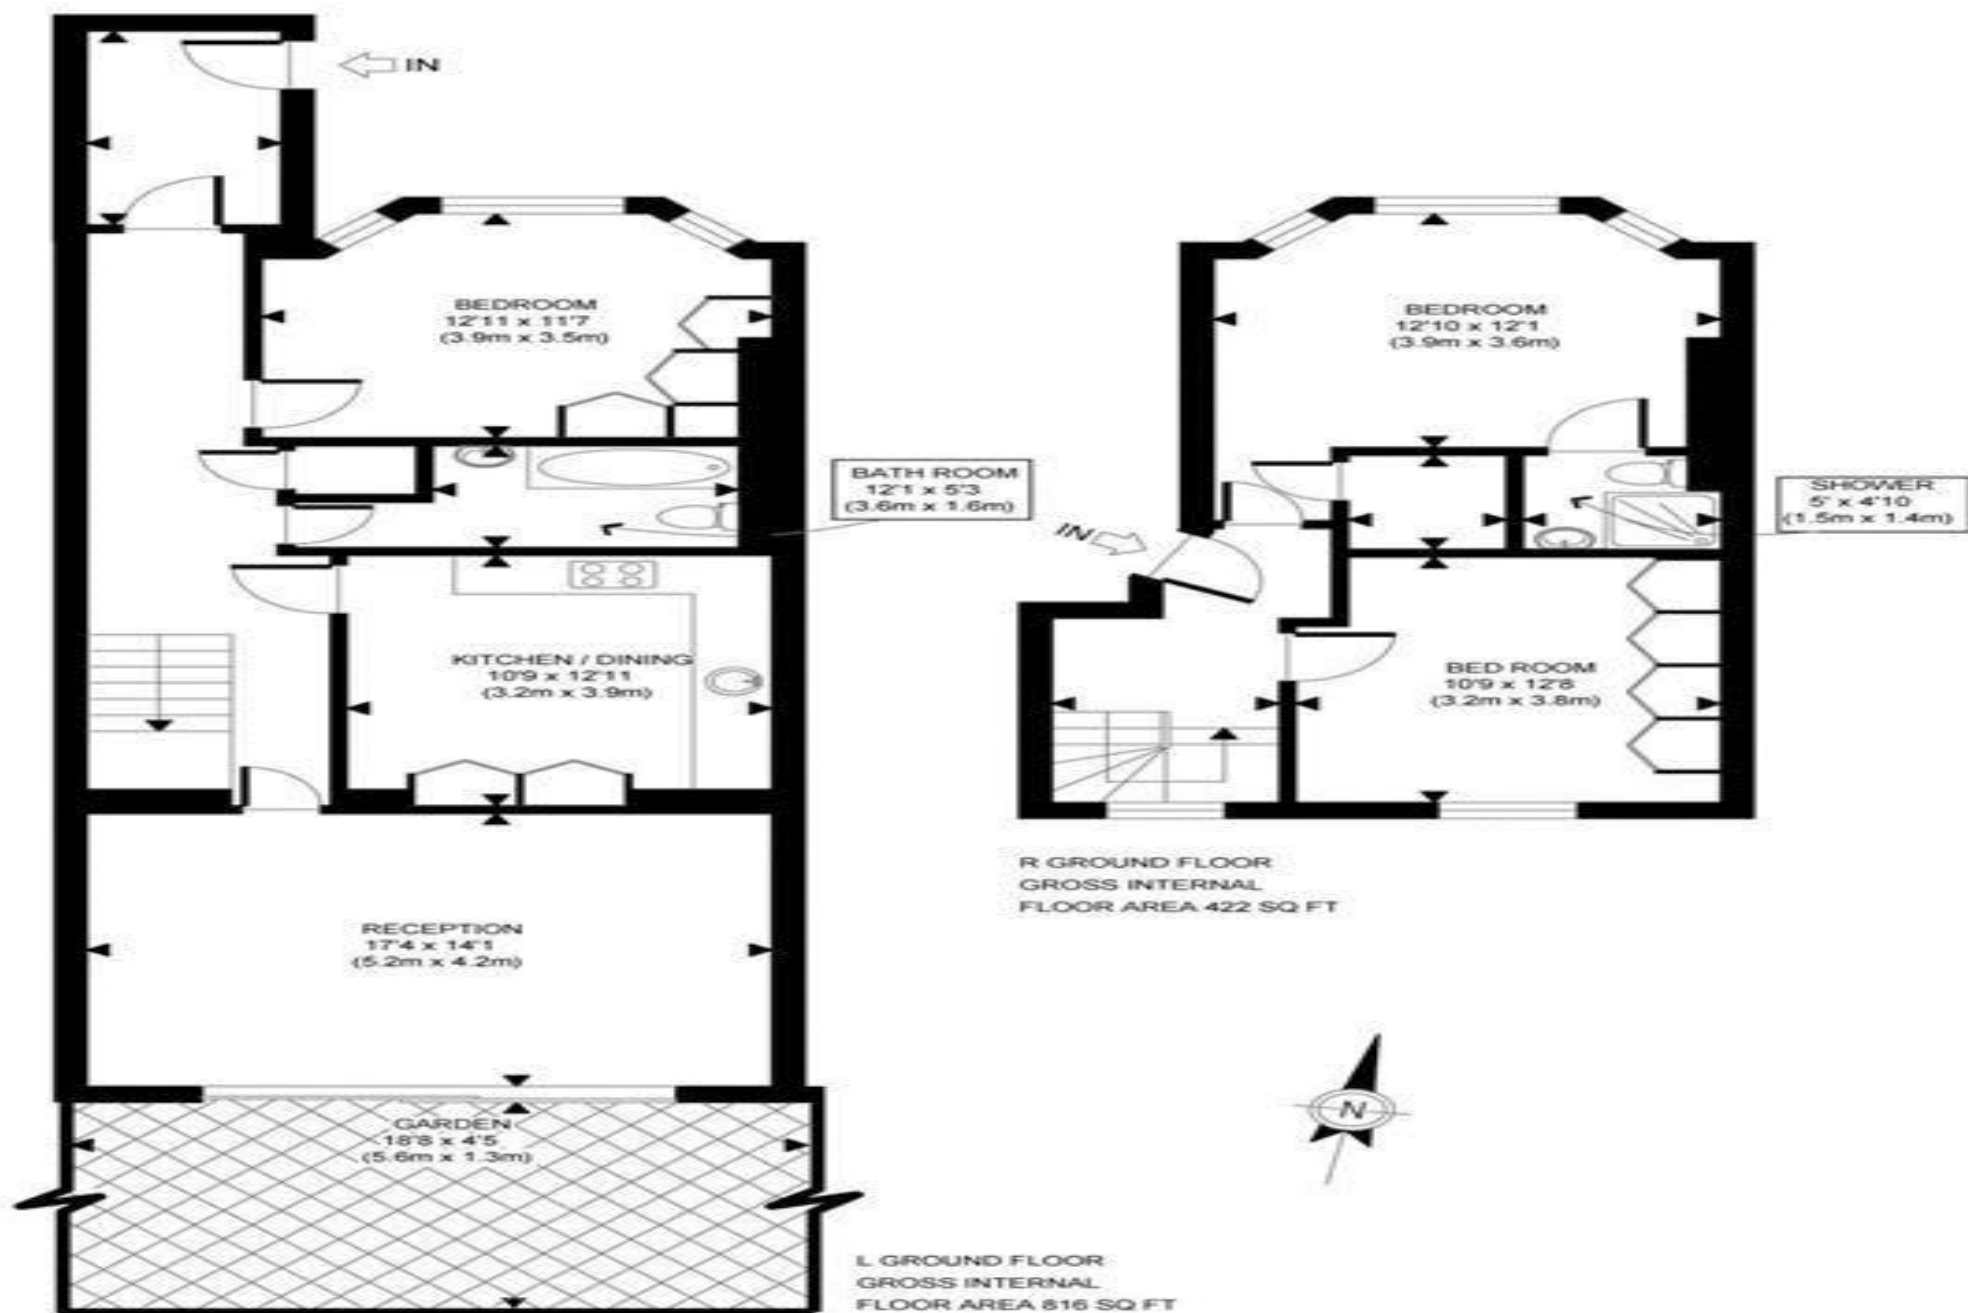 IN
BEDROOM
12'11 x 11'7
(3.9m x 3.5m)
BATH ROOM
12'1 x 5'3
(3.6m x 1.6m)
KITCHEN / DINING
10'9 x 12'11
(3.2m x 3.9m)
RECEPTION
17'4 x 14'1
(5.2m x 4.2m)
GARDEN
18'8 x 4'5
(5.6m x 1.3m)
L GROUND FLOOR
GROSS INTERNAL
FLOOR AREA 816 SQ FT
BEDROOM
12'10 x 12'1
(3.9m x 3.6m)
SHOWER
5' x 4'10
(1.5m x 1.4m)
IN
BED ROOM
10'9 x 12'8
(3.2m x 3.8m)
R GROUND FLOOR
GROSS INTERNAL
FLOOR AREA 422 SQ FT
N